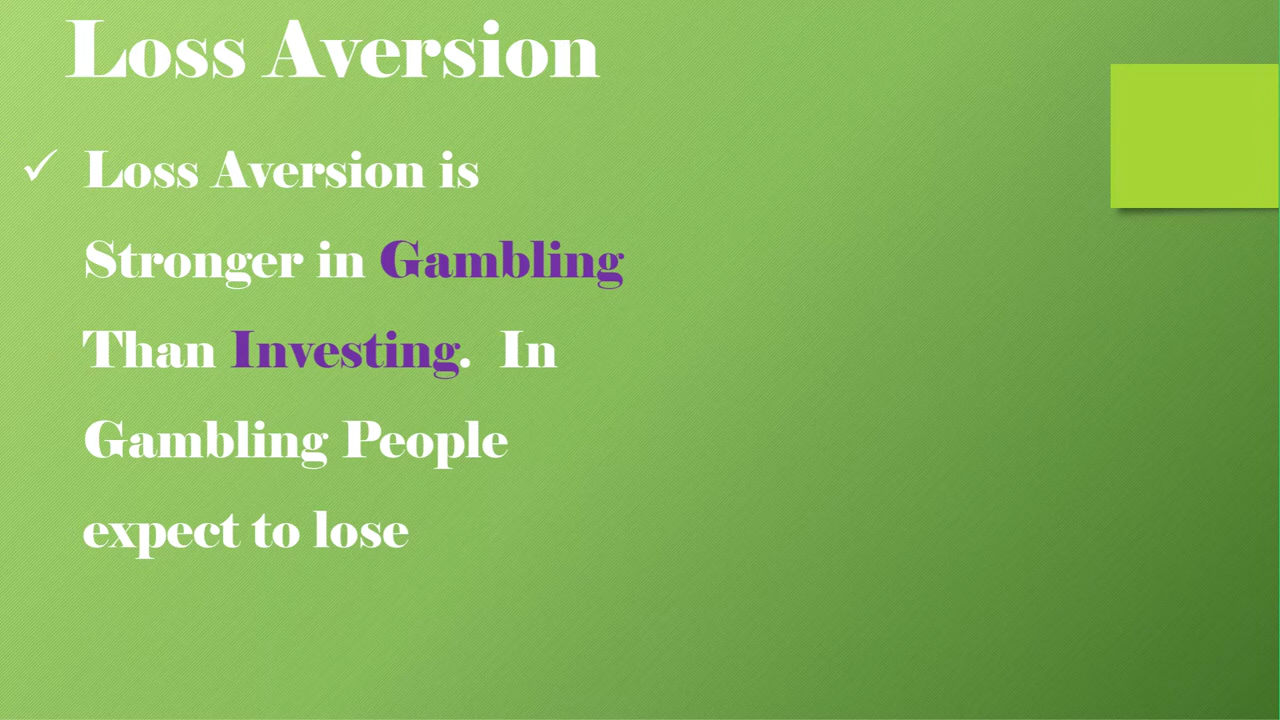 Loss Aversion
✓ Loss Aversion is
Stronger in Gambling
Than Investing. In
Gambling People
expect to lose